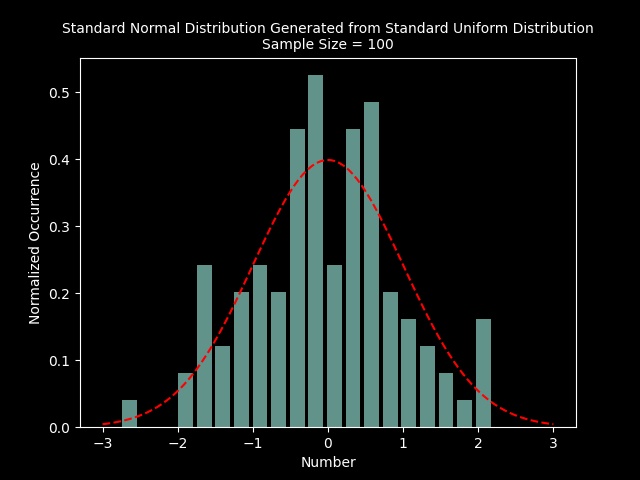 Standard Normal Distribution Generated from Standard Uniform Distribution
Sample Size = 100
Normalized Occurrence
0.5
0.4
0.3
0.2
0.1
0.0
−3 −2 −1 0 1 2 3
Number